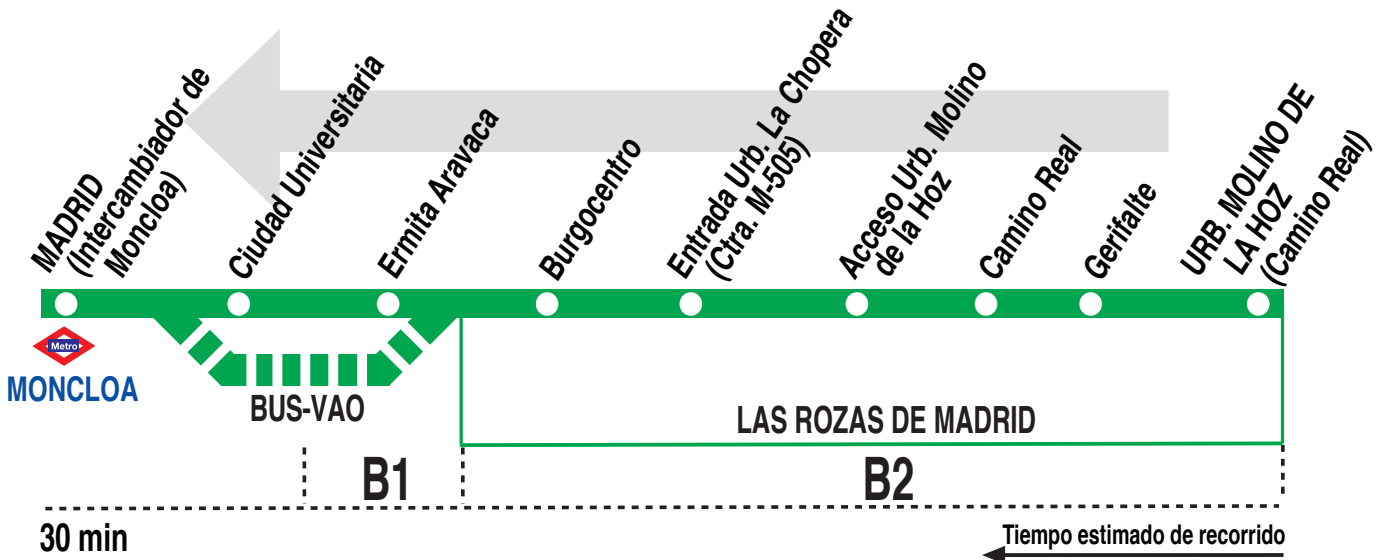 MADRID
(Intercambiador de
Moncloa)
Ciudad Universitaria
Ermita Aravaca
Burgocentro
Entrada Urb. La Chopera
(Ctra. M-505)
Acceso Urb. Molino
de la Hoz
Camino Real
Gerifalte
URB. MOLINO DE
LA HOZ
(Camino Real)
Metro
MONCLOA
BUS-VAO
LAS ROZAS DE MADRID
B1
B2
30 min
Tiempo estimado de recorrido